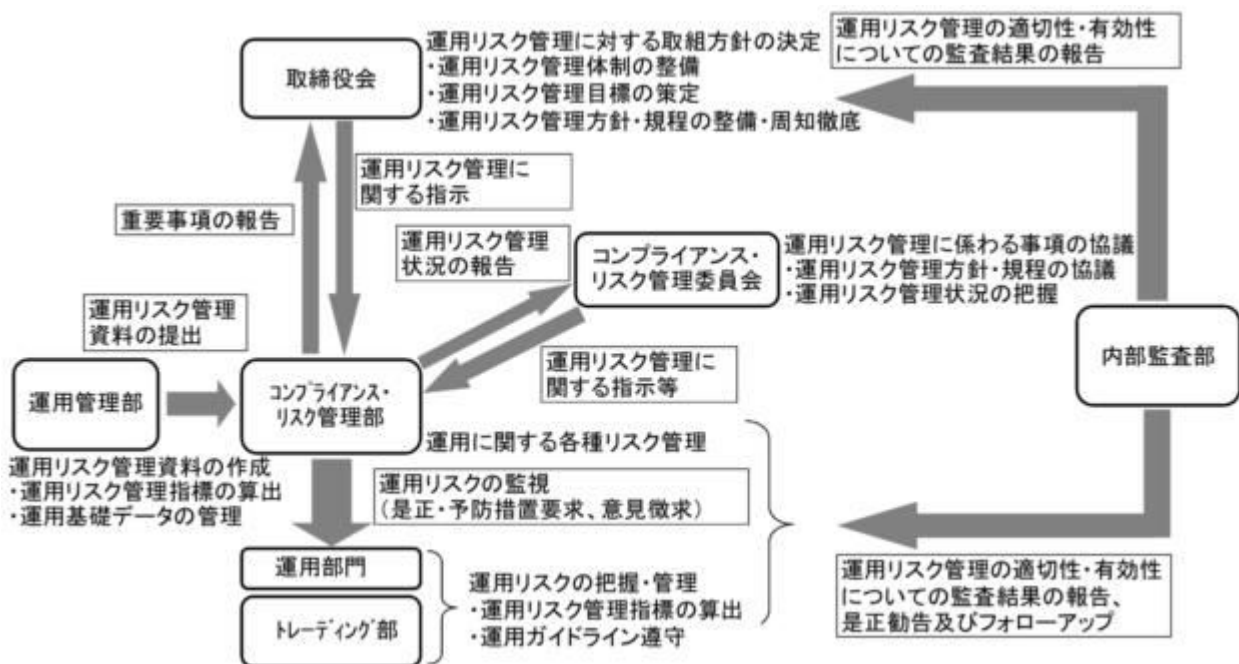 取締役会
運用リスク管理に対する取組方針の決定
・運用リスク管理体制の整備
・運用リスク管理目標の策定
・運用リスク管理方針・規程の整備・周知徹底
運用リスク管理の適切性・有効性
についての監査結果の報告
運用リスク管理に
関する指示
重要事項の報告
運用リスク管理
状況の報告
コンプライアンス・
リスク管理委員会
運用リスク管理に係わる事項の協議
・運用リスク管理方針・規程の協議
・運用リスク管理状況の把握
運用リスク管理
資料の提出
運用リスク管理に
関する指示等
内部監査部
運用管理部
コンプライアンス・
リスク管理部
運用に関する各種リスク管理
運用リスク管理資料の作成
・運用リスク管理指標の算出
・運用基礎データの管理
運用リスクの監視
（是正・予防措置要求、意見徴求）
運用部門
トレーディング部
運用リスクの把握・管理
・運用リスク管理指標の算出
・運用ガイドライン遵守
運用リスク管理の適切性・有効性
についての監査結果の報告、
是正勧告及びフォローアップ